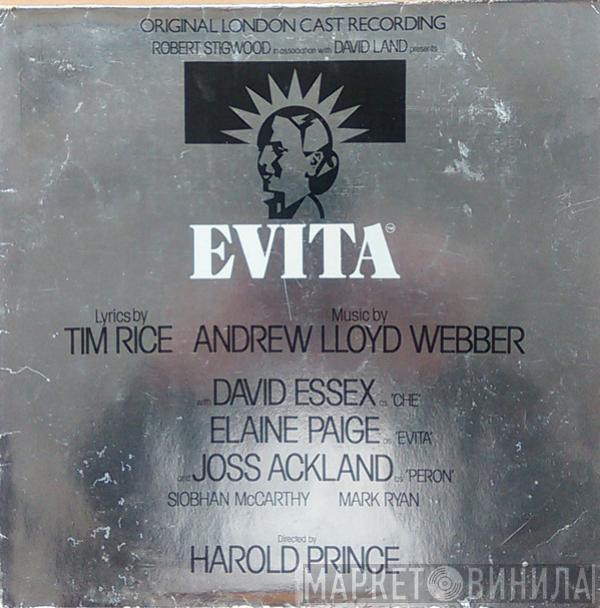 ORIGINAL LONDON CAST RECORDING
ROBERT STIGWOOD in association with DAVID LAND presents
EVITA™
Lyrics by Music by
TIM RICE ANDREW LLOYD WEBBER
with DAVID ESSEX as 'CHE'
ELAINE PAIGE as 'EVITA'
and JOSS ACKLAND as 'PERON'
SIOBHAN McCARTHY MARK RYAN
Directed by
HAROLD PRINCE
МАРКЕТ ВИНИЛА